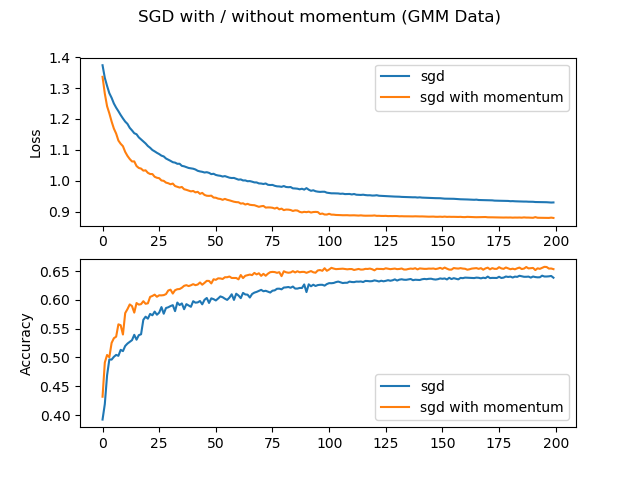 SGD with / without momentum (GMM Data)
1.4
1.3
1.2
1.1
1.0
0.9
Loss
sgd
sgd with momentum
0 25 50 75 100 125 150 175 200
0.65
0.60
0.55
0.50
0.45
0.40
Accuracy
sgd
sgd with momentum
0 25 50 75 100 125 150 175 200